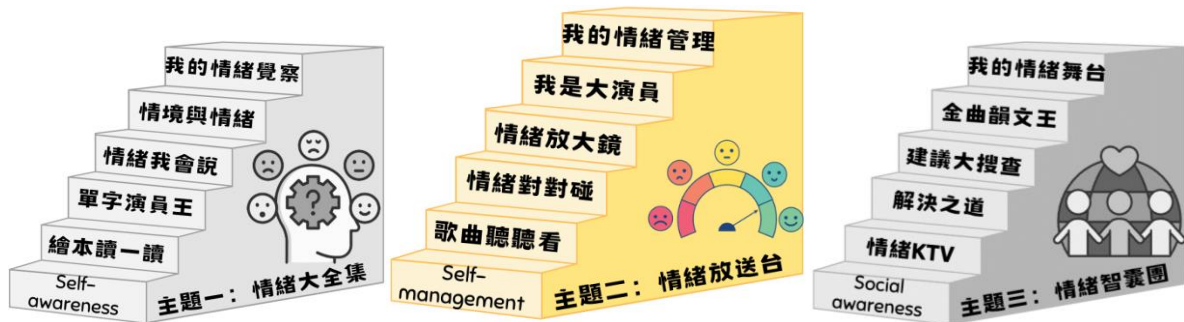 我的情緒覺察
情境與情緒
情緒我會說
單字演員王
繪本讀一讀
Self-
awareness
主題一：情緒大全集
?
我的情緒管理
我是大演員
情緒放大鏡
情緒對對碰
歌曲聽聽看
Self-
management
主題二：情緒放送台
我的情緒舞台
金曲韻文王
建議大搜查
解決之道
情緒KTV
Social
awareness
主題三：情緒智囊團